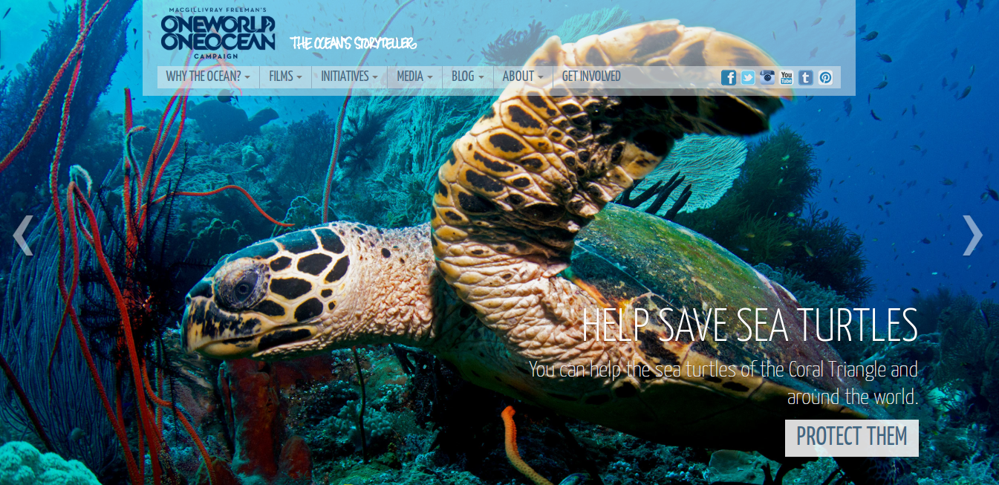 MACGILLIVRAY FREEMAN'S
ONEWORLD
ONEOCEAN
CAMPAIGN
THE OCEAN'S STORYTELLER
WHY THE OCEAN? FILMS INITIATIVES MEDIA BLOG ABOUT GET INVOLVED
f You Tube t
HELP SAVE SEA TURTLES
You can help the sea turtles of the Coral Triangle and
around the world.
PROTECT THEM